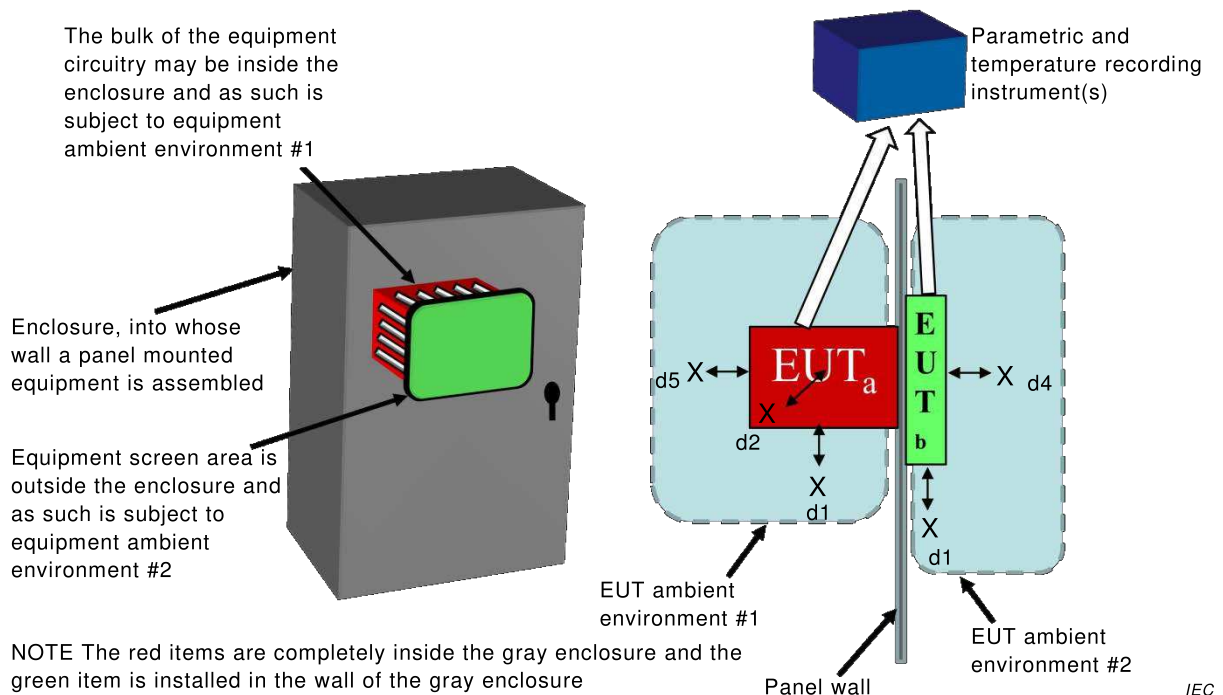 The bulk of the equipment
circuitry may be inside the
enclosure and as such is
subject to equipment
ambient environment #1
Enclosure, into whose
wall a panel mounted
equipment is assembled
Equipment screen area is
outside the enclosure and
as such is subject to
equipment ambient
environment #2
Parametric and
temperature recording
instrument(s)
EUTa
E
U
T
b
d5 X
X
d2
X
d1
X d4
X
d1
EUT ambient
environment #1
EUT ambient
environment #2
Panel wall
NOTE The red items are completely inside the gray enclosure and the
green item is installed in the wall of the gray enclosure
IEC